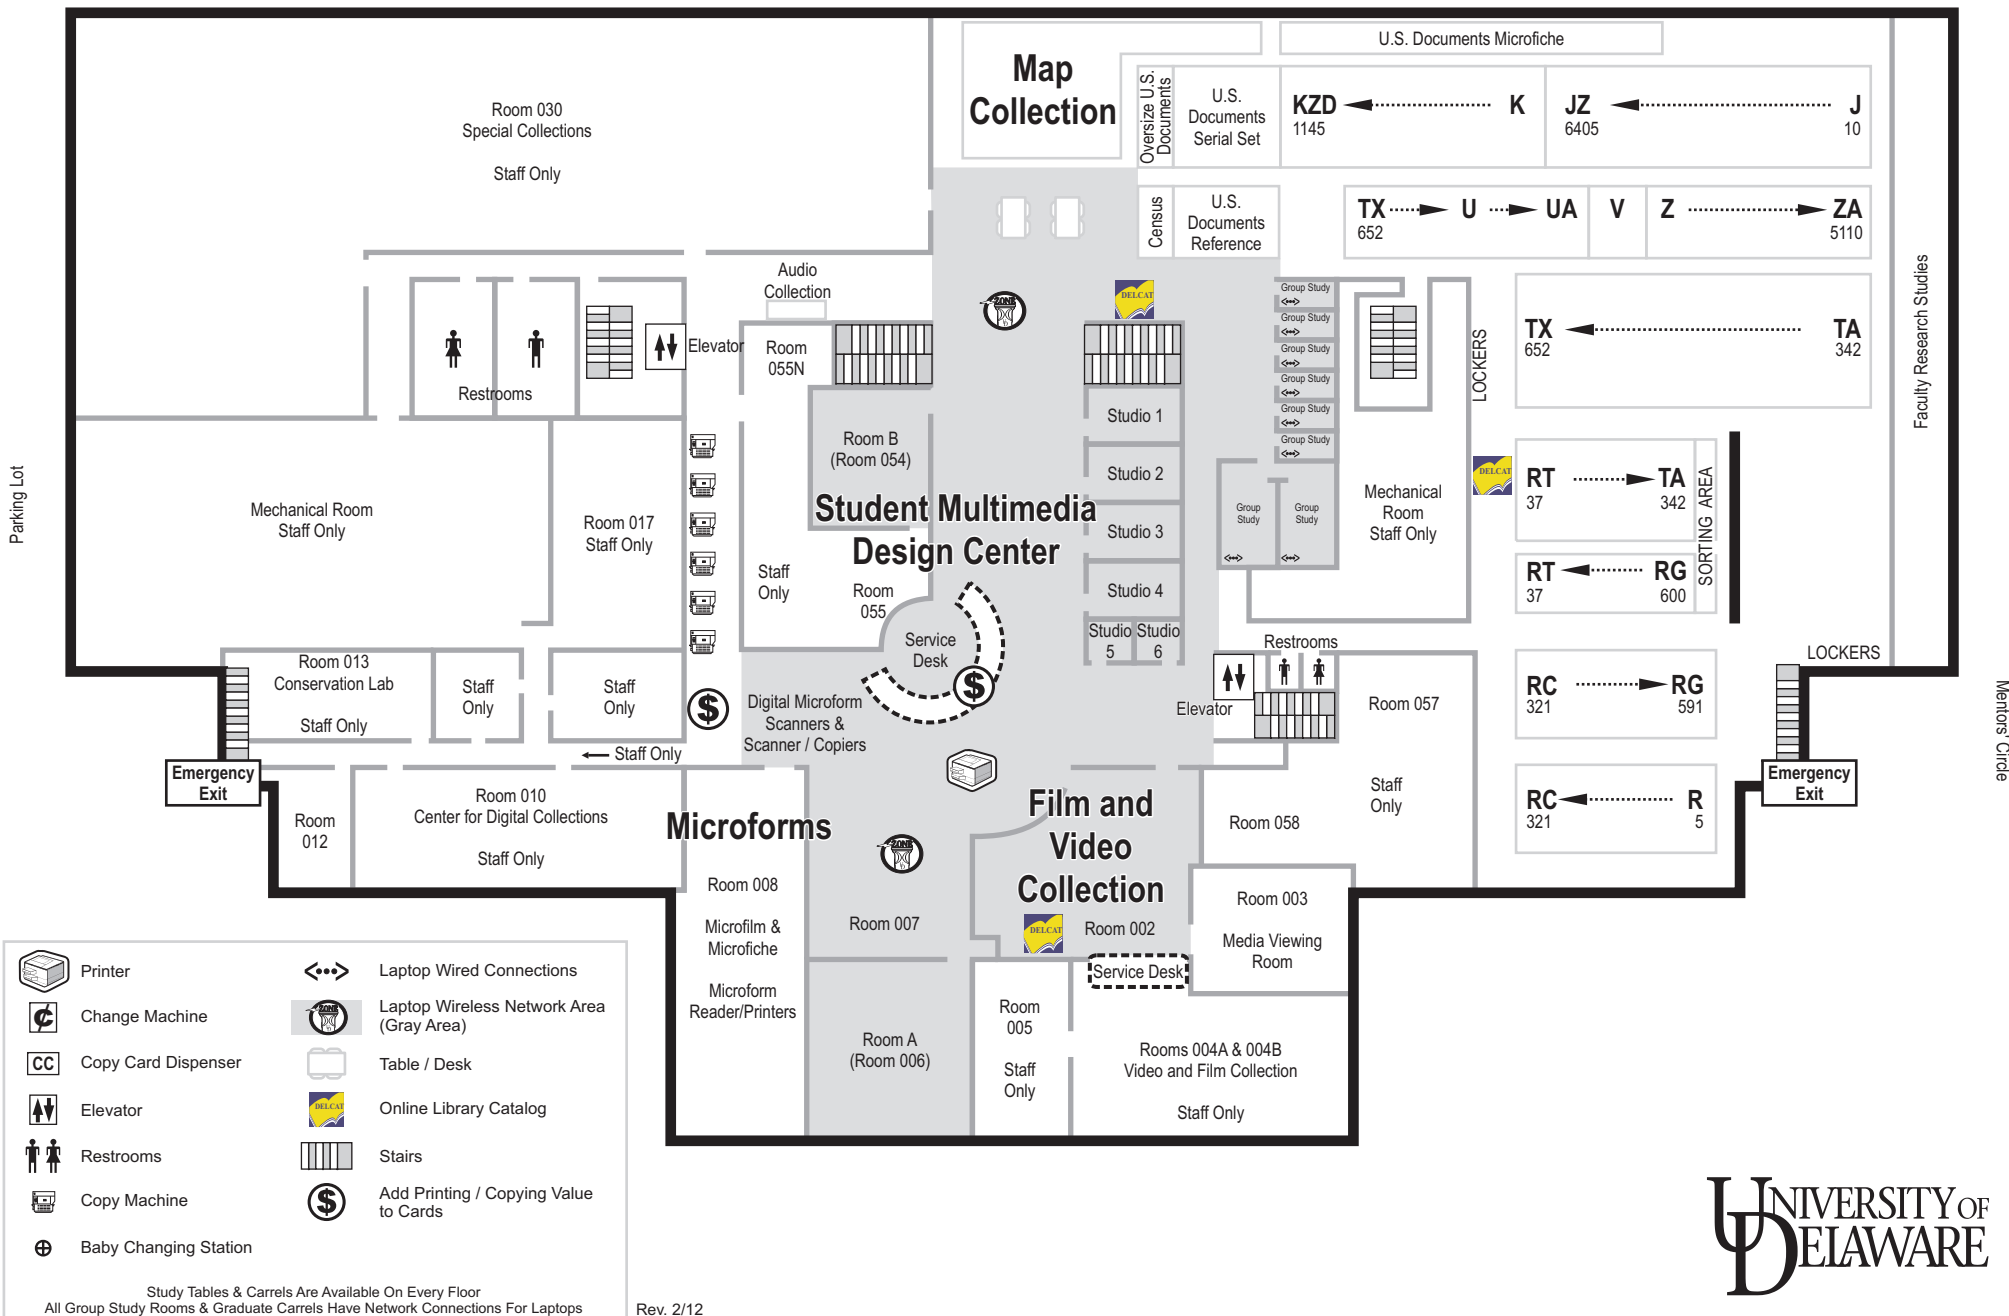 U.S. Documents Microfiche
Map
Collection
Oversize U.S.
Documents
U.S.
Documents
Serial Set
KZD
1145
K
JZ
6405
J
10
Room 030
Special Collections
Staff Only
Census
U.S.
Documents
Reference
TX
652
U
UA
V
Z
ZA
5110
Faculty Research Studies
Audio
Collection
DELCAT
ZONE
Group Study
Group Study
Group Study
Group Study
Group Study
Group Study
LOCKERS
TX
652
TA
342
Elevator
Restrooms
Room
055N
Studio 1
Room B
(Room 054)
Studio 2
Studio 3
Studio 4
Studio
5
Studio
6
Student Multimedia
Design Center
Group
Study
Group
Study
Mechanical
Room
Staff Only
DELCAT
RT
37
TA
342
SORTING AREA
RT
37
RG
600
Parking Lot
Mechanical Room
Staff Only
Room 017
Staff Only
Staff
Only
Room
055
Service
Desk
$
Restrooms
Elevator
LOCKERS
Room 013
Conservation Lab
Staff Only
Staff
Only
Staff
Only
$
Digital Microform
Scanners &
Scanner / Copiers
Staff Only
Room 057
Staff
Only
RC
321
RG
591
Mentors' Circle
Emergency
Exit
Emergency
Exit
RC
321
R
5
Room
012
Room 010
Center for Digital Collections
Staff Only
Microforms
Film and
Video
Collection
Room 058
ZONE
Room 008
Microfilm &
Microfiche
Microform
Reader/Printers
Room 007
DELCAT
Room 002
Service Desk
Room 003
Media Viewing
Room
Room A
(Room 006)
Room
005
Staff
Only
Rooms 004A & 004B
Video and Film Collection
Staff Only
Printer
Laptop Wired Connections
¢
Change Machine
ZONE
Laptop Wireless Network Area
(Gray Area)
CC
Copy Card Dispenser
Table / Desk
Elevator
DELCAT
Online Library Catalog
Restrooms
Stairs
Copy Machine
$
Add Printing / Copying Value
to Cards
Baby Changing Station
Study Tables & Carrels Are Available On Every Floor
All Group Study Rooms & Graduate Carrels Have Network Connections For Laptops
Rev. 2/12
UNIVERSITY OF
DELAWARE